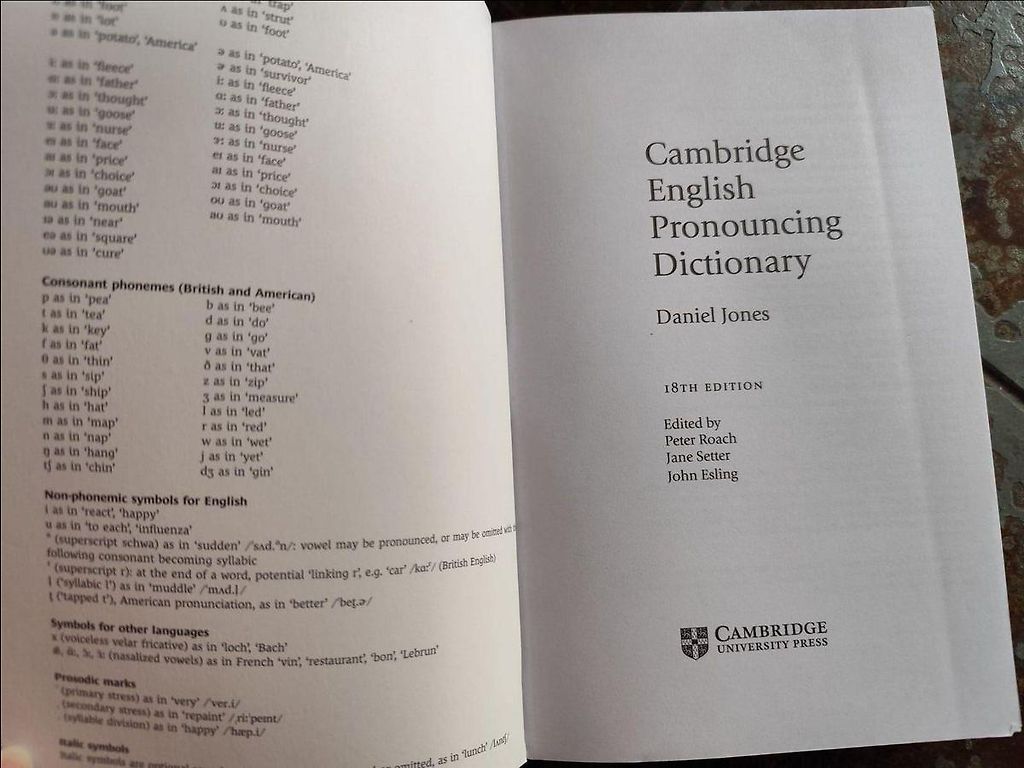 'foot'
'lot'
ə as in 'potato', 'America'
iː as in 'fleece'
ɑː as in 'father'
ɔː as in 'thought'
uː as in 'goose'
ɜː as in 'nurse'
eɪ as in 'face'
aɪ as in 'price'
ɔɪ as in 'choice'
əʊ as in 'goat'
aʊ as in 'mouth'
ɪə as in 'near'
eə as in 'square'
ʊə as in 'cure'
'trap'
ʌ as in 'strut'
ʊ as in 'foot'
ə as in 'potato', 'America'
ɚ as in 'survivor'
iː as in 'fleece'
ɑː as in 'father'
ɔː as in 'thought'
uː as in 'goose'
ɝː as in 'nurse'
eɪ as in 'face'
aɪ as in 'price'
ɔɪ as in 'choice'
oʊ as in 'goat'
aʊ as in 'mouth'
Consonant phonemes (British and American)
p as in 'pea'
t as in 'tea'
k as in 'key'
f as in 'fat'
θ as in 'thin'
s as in 'sip'
ʃ as in 'ship'
h as in 'hat'
m as in 'map'
n as in 'nap'
ŋ as in 'hang'
tʃ as in 'chin'
b as in 'bee'
d as in 'do'
g as in 'go'
v as in 'vat'
ð as in 'that'
z as in 'zip'
ʒ as in 'measure'
l as in 'led'
r as in 'red'
w as in 'wet'
j as in 'yet'
dʒ as in 'gin'
Non-phonemic symbols for English
i as in 'react', 'happy'
u as in 'to each', 'influenza'
ᵊ (superscript schwa) as in 'sudden' /ˈsʌd.ᵊn/: vowel may be pronounced, or may be omitted with the
following consonant becoming syllabic
ʳ (superscript r): at the end of a word, potential 'linking r', e.g. 'car' /kɑːʳ/ (British English)
l̩ ('syllabic l') as in 'muddle' /ˈmʌd.l̩/
t̬ ('tapped t'), American pronunciation, as in 'better' /ˈbet̬.ɚ/
Symbols for other languages
x (voiceless velar fricative) as in 'loch', 'Bach'
(nasalized vowels) as in French 'vin', 'restaurant', 'bon', 'Lebrun'
Prosodic marks
ˈ (primary stress) as in 'very' /ˈver.i/
ˌ (secondary stress) as in 'repaint' /ˌriːˈpeɪnt/
. (syllable division) as in 'happy' /ˈhæp.i/
Italic symbols
Italic symbols are optional omitted, as in 'lunch' /lʌntʃ/
Cambridge
English
Pronouncing
Dictionary
Daniel Jones
18TH EDITION
Edited by
Peter Roach
Jane Setter
John Esling
CAMBRIDGE
UNIVERSITY PRESS